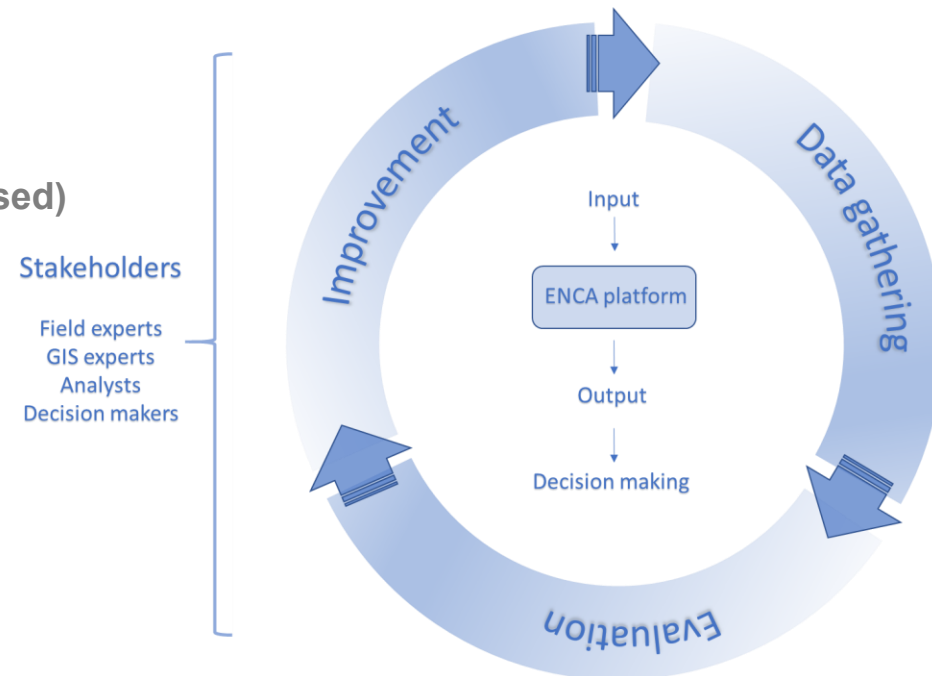 sed)
Stakeholders
Field experts
GIS experts
Analysts
Decision makers
Improvement
Data gathering
Evaluation
Input
ENCA platform
Output
Decision making